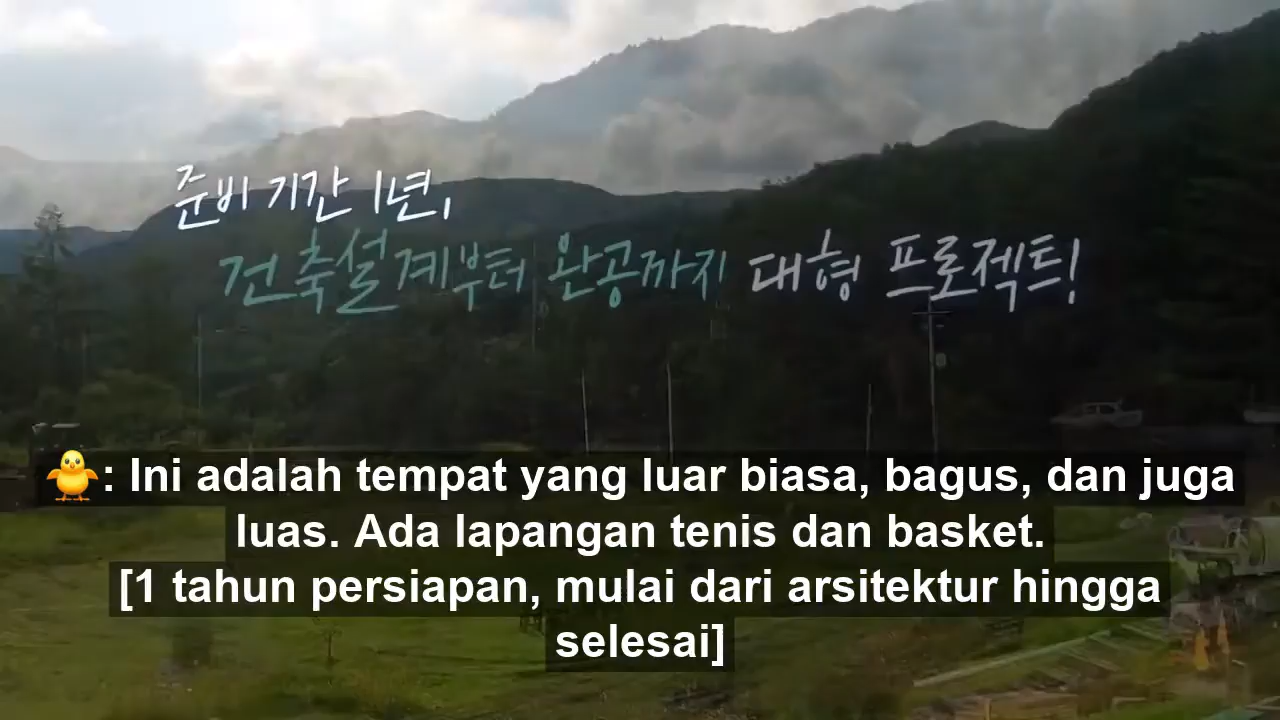 준비 기간 1년,
건축설계부터 완공까지 대형 프로젝트!
🐥: Ini adalah tempat yang luar biasa, bagus, dan juga
luas. Ada lapangan tenis dan basket.
[1 tahun persiapan, mulai dari arsitektur hingga
selesai]